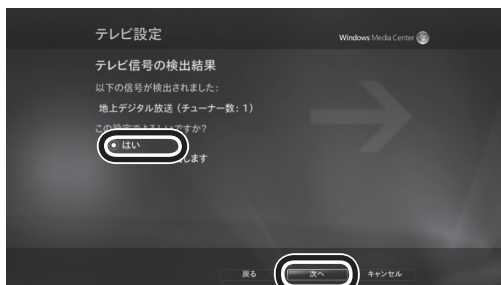 テレビ設定
Windows Media Center
テレビ信号の検出結果
以下の信号が検出されました:
地上デジタル放送（チューナー数: 1）
この設定でよろしいですか?
はい
します
戻る 次へ キャンセル